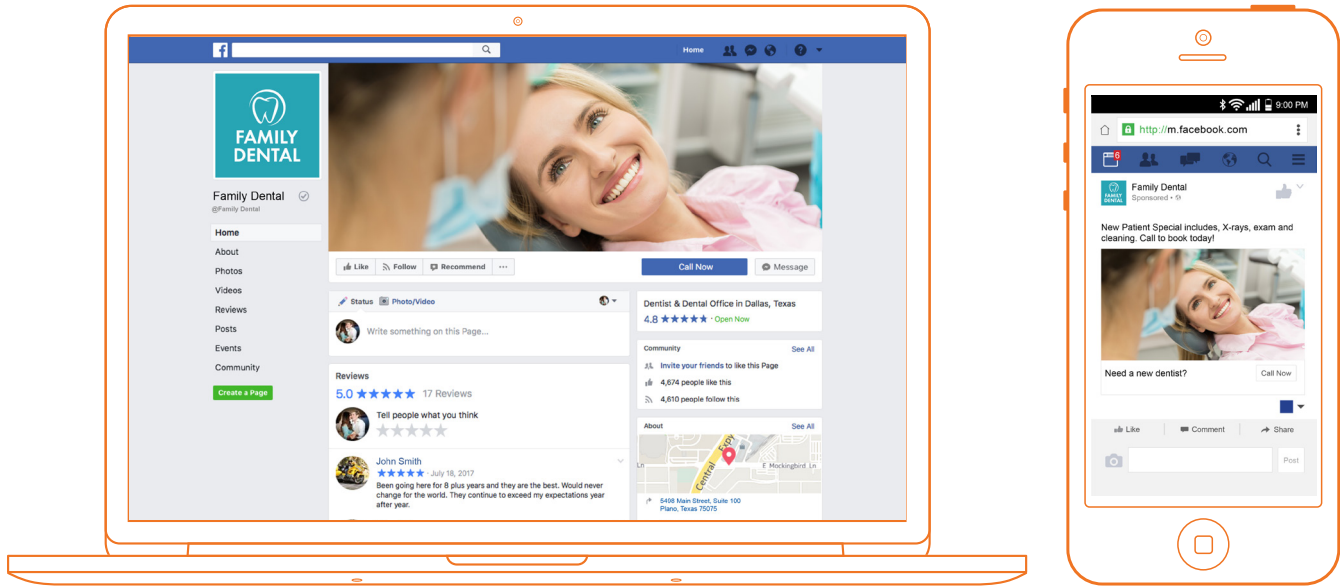 Home
FAMILY
DENTAL
Family Dental
@Family Dental
Home
About
Photos
Videos
Reviews
Posts
Events
Community
Create a Page
Like Follow Recommend ...
Call Now Message
Status Photo/Video
Write something on this Page...
Reviews
5.0 ★★★★★ 17 Reviews
Tell people what you think
John Smith
★★★★★ · July 18, 2017
Been going here for 8 plus years and they are the best. Would never
change for the world. They continue to exceed my expectations year
after year.
Dentist & Dental Office in Dallas, Texas
4.8 ★★★★★ · Open Now
Community See All
Invite your friends to like this Page
4,674 people like this
4,610 people follow this
About See All
Central Expy
Ln
E Mockingbird Ln
5498 Main Street, Suite 100
Plano, Texas 75075
9:00 PM
http://m.facebook.com
6
FAMILY
DENTAL
Family Dental
Sponsored •
New Patient Special includes, X-rays, exam and
cleaning. Call to book today!
Need a new dentist? Call Now
Like Comment Share
Post